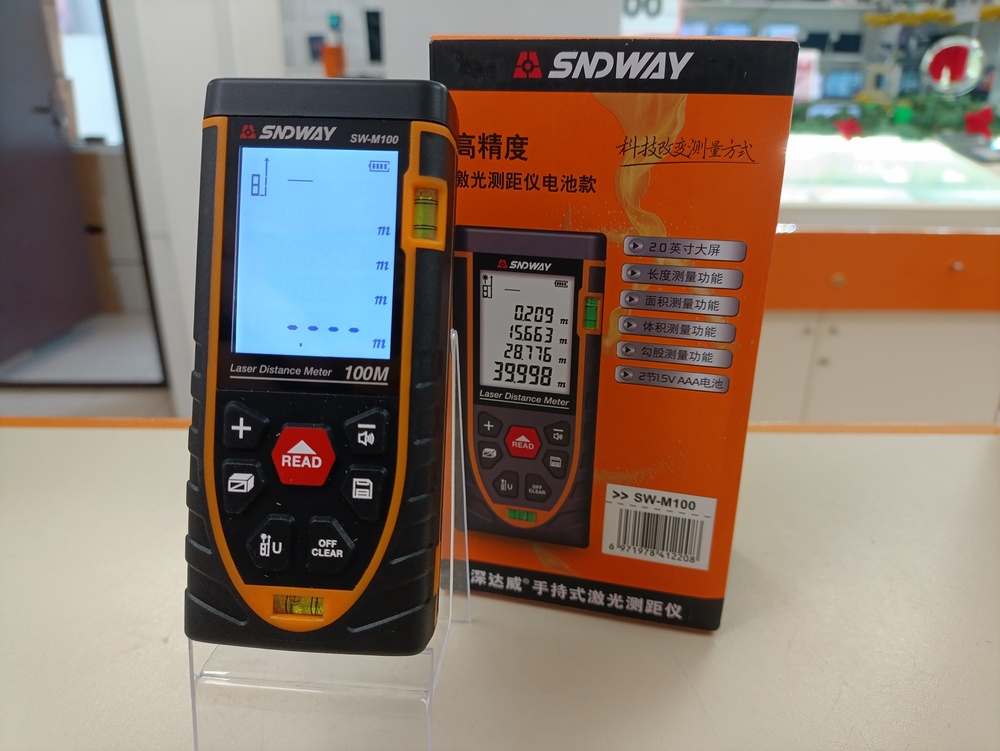 SNDWAY
SW-M100
m
m
m
m
Laser Distance Meter 100M
READ
U
OFF
CLEAR
SNDWAY
高精度
激光测距仪电池款
科技改变测量方式
2.0英寸大屏
长度测量功能
面积测量功能
体积测量功能
勾股测量功能
2节1.5V AAA电池
SNDWAY
0.209 m
15.663 m
28.776 m
39.998 m
Laser Distance Meter
READ
U
OFF
CLEAR
>> SW-M100
6 971978 412208
深达威® 手持式激光测距仪